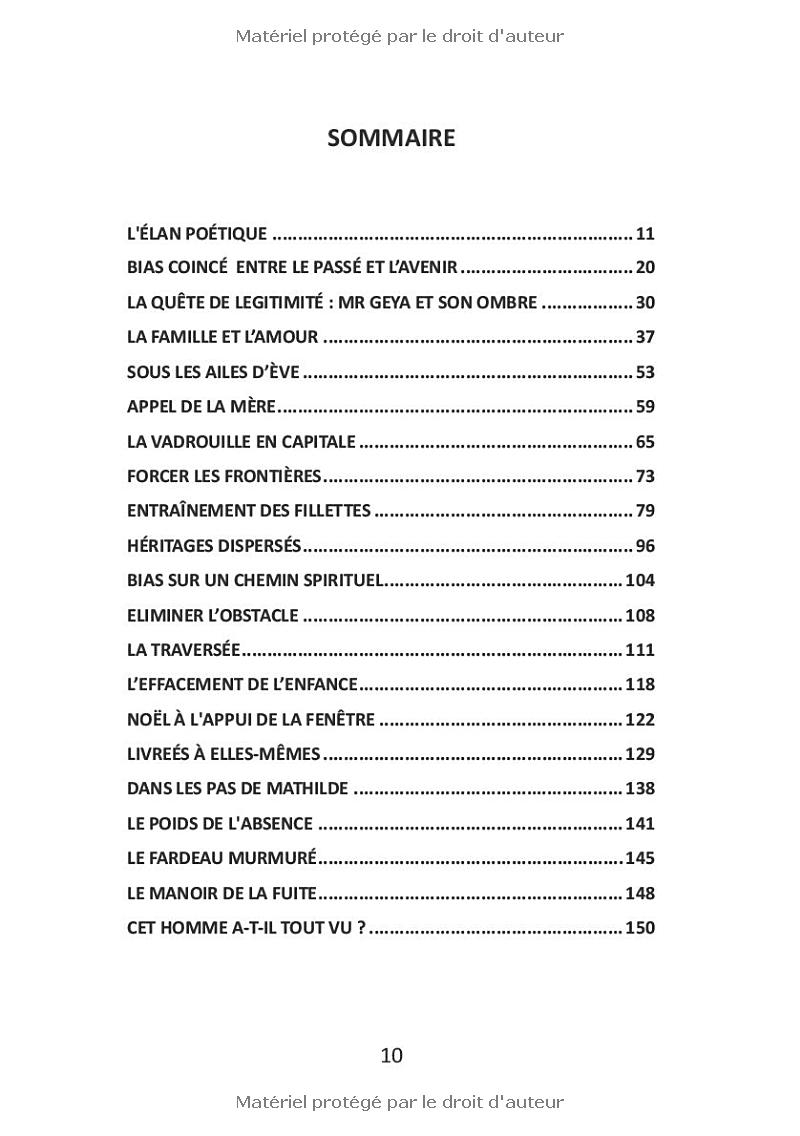 Matériel protégé par le droit d'auteur
SOMMAIRE
L'ÉLAN POÉTIQUE ........................................................................ 11
BIAS COINCÉ  ENTRE LE PASSÉ ET L’AVENIR .................................. 20
LA QUÊTE DE LEGITIMITÉ : MR GEYA ET SON OMBRE .................. 30
LA FAMILLE ET L’AMOUR ............................................................. 37
SOUS LES AILES D’ÈVE ................................................................. 53
APPEL DE LA MÈRE...................................................................... 59
LA VADROUILLE EN CAPITALE ...................................................... 65
FORCER LES FRONTIÈRES............................................................. 73
ENTRAÎNEMENT DES FILLETTES ................................................... 79
HÉRITAGES DISPERSÉS................................................................. 96
BIAS SUR UN CHEMIN SPIRITUEL............................................... 104
ELIMINER L’OBSTACLE ............................................................... 108
LA TRAVERSÉE........................................................................... 111
L’EFFACEMENT DE L’ENFANCE.................................................... 118
NOËL À L'APPUI DE LA FENÊTRE ................................................ 122
LIVREÉS À ELLES-MÊMES ........................................................... 129
DANS LES PAS DE MATHILDE ..................................................... 138
LE POIDS DE L'ABSENCE ............................................................ 141
LE FARDEAU MURMURÉ............................................................ 145
LE MANOIR DE LA FUITE............................................................ 148
CET HOMME A-T-IL TOUT VU ? .................................................. 150
10
Matériel protégé par le droit d'auteur